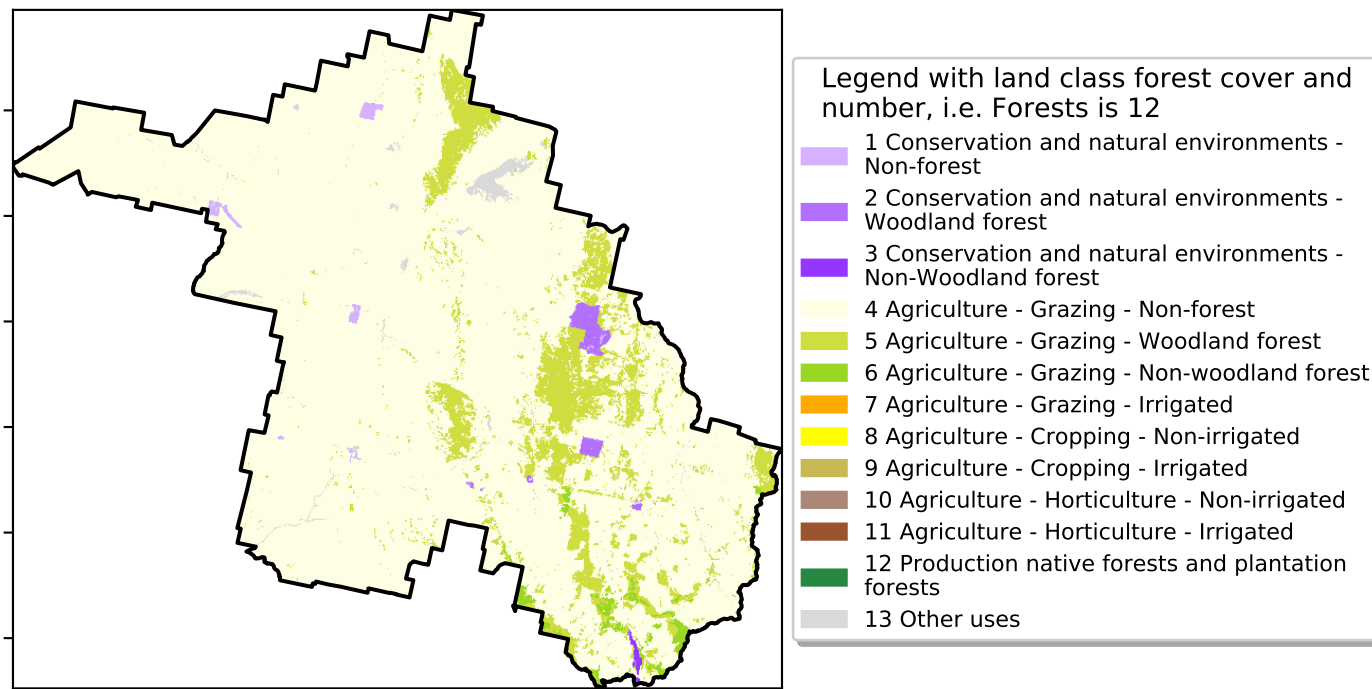 Legend with land class forest cover and
number, i.e. Forests is 12
1 Conservation and natural environments -
Non-forest
2 Conservation and natural environments -
Woodland forest
3 Conservation and natural environments -
Non-Woodland forest
4 Agriculture - Grazing - Non-forest
5 Agriculture - Grazing - Woodland forest
6 Agriculture - Grazing - Non-woodland forest
7 Agriculture - Grazing - Irrigated
8 Agriculture - Cropping - Non-irrigated
9 Agriculture - Cropping - Irrigated
10 Agriculture - Horticulture - Non-irrigated
11 Agriculture - Horticulture - Irrigated
12 Production native forests and plantation
forests
13 Other uses